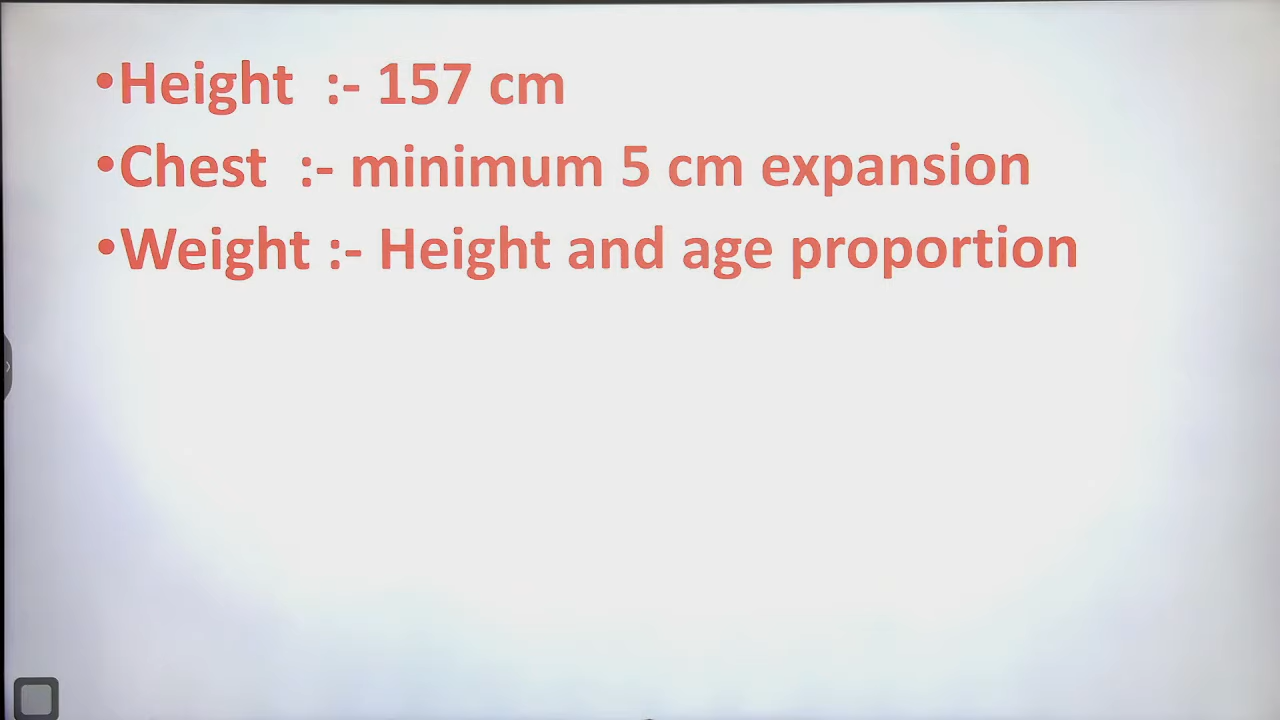 •Height :- 157 cm
•Chest :- minimum 5 cm expansion
•Weight :- Height and age proportion